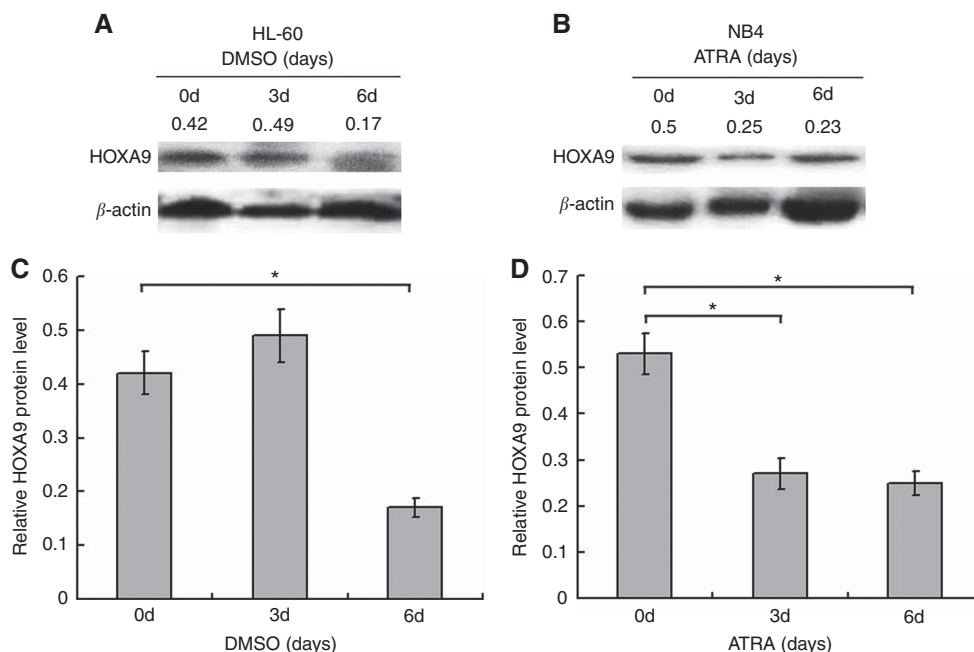 A
HL-60
DMSO (days)
0d 3d 6d
0.42 0..49 0.17
HOXA9
β-actin
B
NB4
ATRA (days)
0d 3d 6d
0.5 0.25 0.23
HOXA9
β-actin
C
Relative HOXA9 protein level
0.6
0.5
0.4
0.3
0.2
0.1
0
*
0d 3d 6d
DMSO (days)
D
Relative HOXA9 protein level
0.7
0.6
0.5
0.4
0.3
0.2
0.1
0
*
*
0d 3d 6d
ATRA (days)